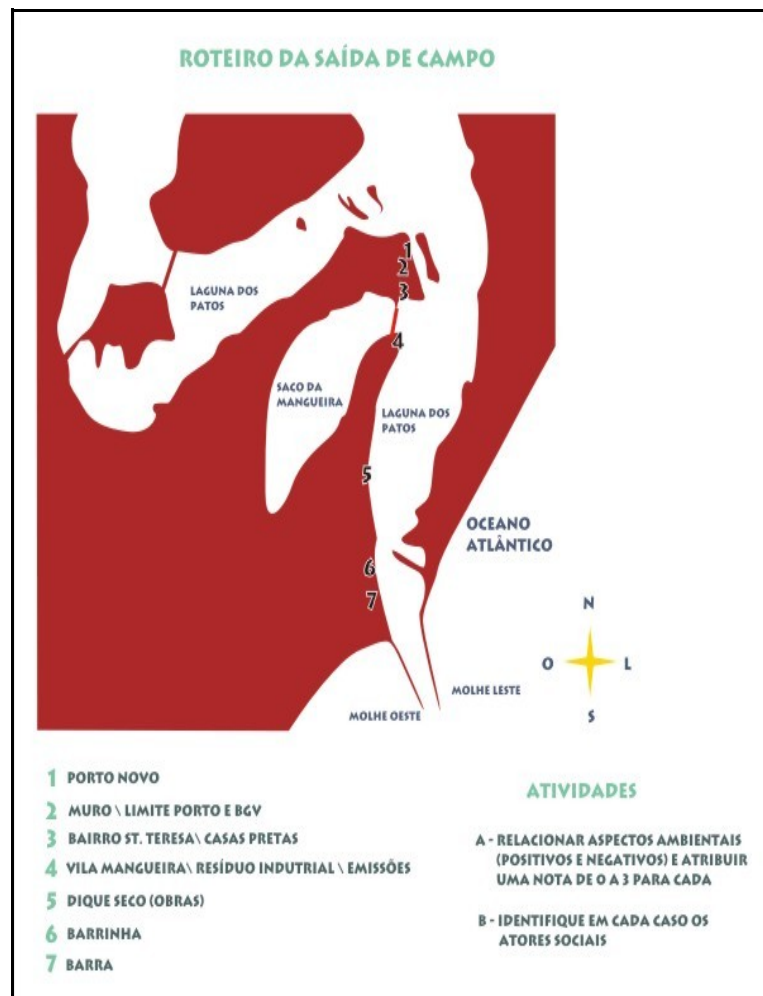 ROTEIRO DA SAÍDA DE CAMPO
LAGUNA DOS
PATOS
1
2
3
4
SACO DA
MANGUEIRA
LAGUNA DOS
PATOS
5
OCEANO
ATLÂNTICO
6
7
N
O
L
S
MOLHE LESTE
MOLHE OESTE
1 PORTO NOVO
2 MURO \ LIMITE PORTO E BGV
3 BAIRRO ST. TERESA\ CASAS PRETAS
4 VILA MANGUEIRA\ RESÍDUO INDUTRIAL \ EMISSÕES
5 DIQUE SECO (OBRAS)
6 BARRINHA
7 BARRA
ATIVIDADES
A - RELACIONAR ASPECTOS AMBIENTAIS
(POSITIVOS E NEGATIVOS) E ATRIBUIR
UMA NOTA DE 0 A 3 PARA CADA
B - IDENTIFIQUE EM CADA CASO OS
ATORES SOCIAIS